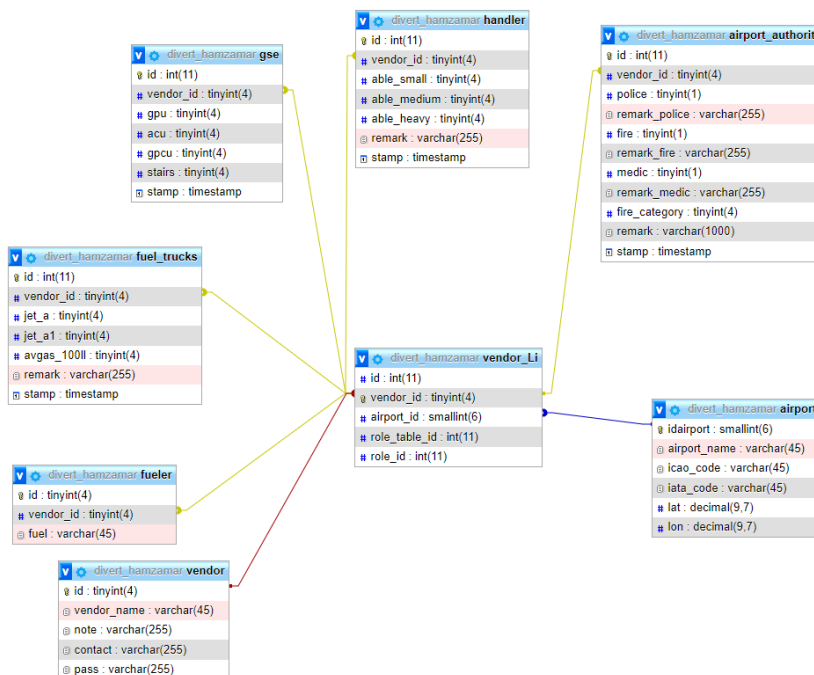 divert_hamzamar handler
id : int(11)
vendor_id : tinyint(4)
able_small : tinyint(4)
able_medium : tinyint(4)
able_heavy : tinyint(4)
remark : varchar(255)
stamp : timestamp
divert_hamzamar gse
id : int(11)
vendor_id : tinyint(4)
gpu : tinyint(4)
acu : tinyint(4)
gpcu : tinyint(4)
stairs : tinyint(4)
stamp : timestamp
divert_hamzamar airport_authorit
id : int(11)
vendor_id : tinyint(4)
police : tinyint(1)
remark_police : varchar(255)
fire : tinyint(1)
remark_fire : varchar(255)
medic : tinyint(1)
remark_medic : varchar(255)
fire_category : tinyint(4)
remark : varchar(1000)
stamp : timestamp
divert_hamzamar fuel_trucks
id : int(11)
vendor_id : tinyint(4)
jet_a : tinyint(4)
jet_a1 : tinyint(4)
avgas_100ll : tinyint(4)
remark : varchar(255)
stamp : timestamp
divert_hamzamar vendor_Li
id : int(11)
vendor_id : tinyint(4)
airport_id : smallint(6)
role_table_id : int(11)
role_id : int(11)
divert_hamzamar airport
idairport : smallint(6)
airport_name : varchar(45)
icao_code : varchar(45)
iata_code : varchar(45)
lat : decimal(9,7)
lon : decimal(9,7)
divert_hamzamar fueler
id : tinyint(4)
vendor_id : tinyint(4)
fuel : varchar(45)
divert_hamzamar vendor
id : tinyint(4)
vendor_name : varchar(45)
note : varchar(255)
contact : varchar(255)
pass : varchar(255)